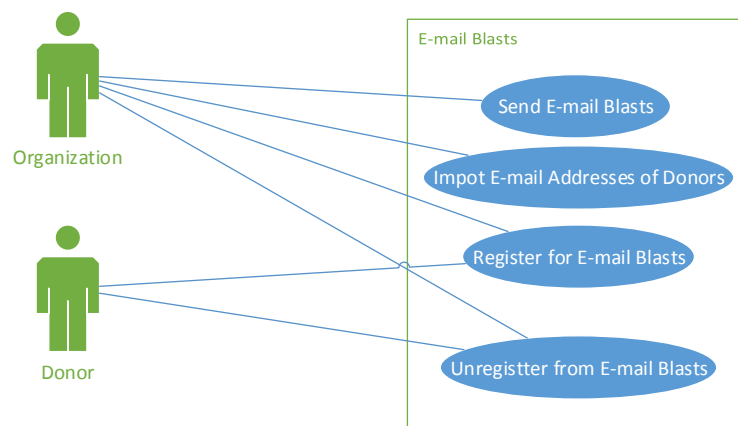 E-mail Blasts
Send E-mail Blasts
Organization
Impot E-mail Addresses of Donors
Register for E-mail Blasts
Donor
Unregistter from E-mail Blasts